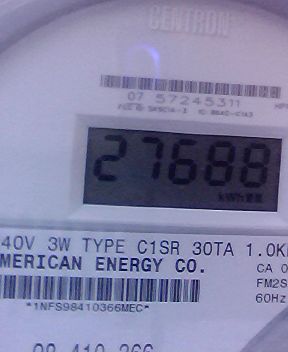 CENTRON
07 57245311
27688
kWh
40V 3W TYPE C1SR 30TA 1.0K
MERICAN ENERGY CO.
CA 0
FM2S
60Hz
*1NFS98410366MEC*